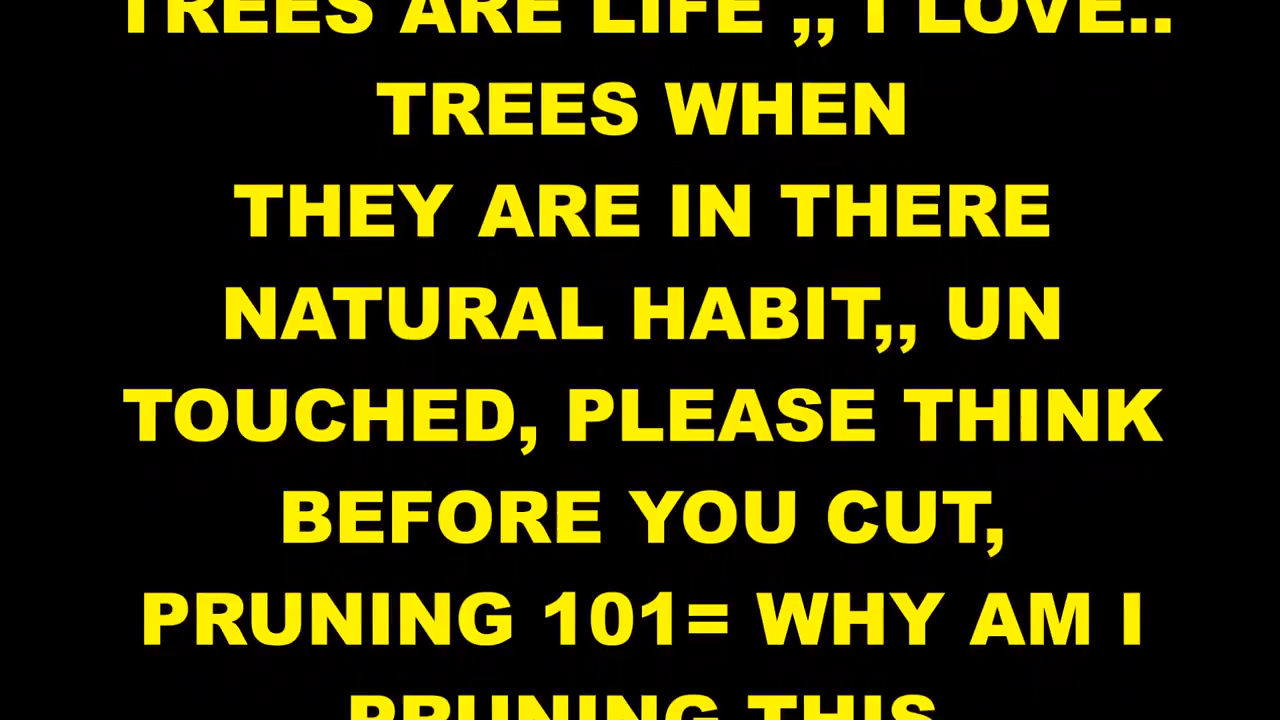 TREES ARE LIFE ,, I LOVE..
TREES WHEN
THEY ARE IN THERE
NATURAL HABIT,, UN
TOUCHED, PLEASE THINK
BEFORE YOU CUT,
PRUNING 101= WHY AM I
PRUNING THIS